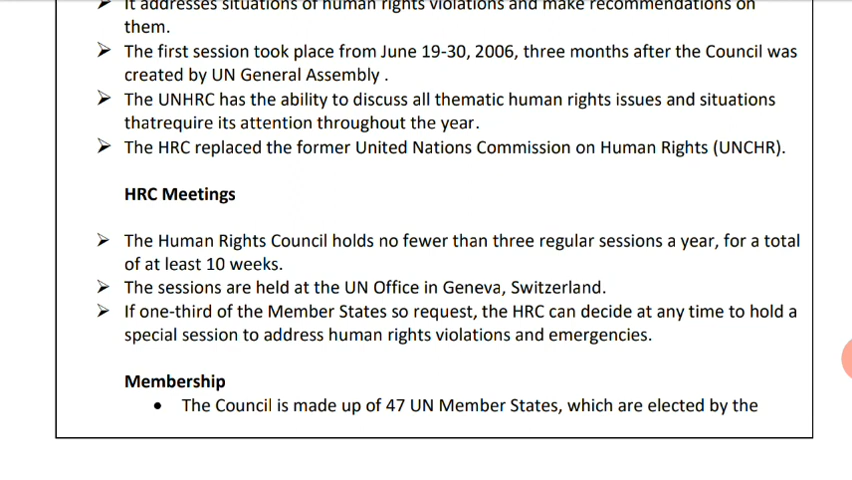 ➢ It addresses situations of human rights violations and make recommendations on
them.
➢ The first session took place from June 19-30, 2006, three months after the Council was
created by UN General Assembly .
➢ The UNHRC has the ability to discuss all thematic human rights issues and situations
thatrequire its attention throughout the year.
➢ The HRC replaced the former United Nations Commission on Human Rights (UNCHR).
HRC Meetings
➢ The Human Rights Council holds no fewer than three regular sessions a year, for a total
of at least 10 weeks.
➢ The sessions are held at the UN Office in Geneva, Switzerland.
➢ If one-third of the Member States so request, the HRC can decide at any time to hold a
special session to address human rights violations and emergencies.
Membership
• The Council is made up of 47 UN Member States, which are elected by the